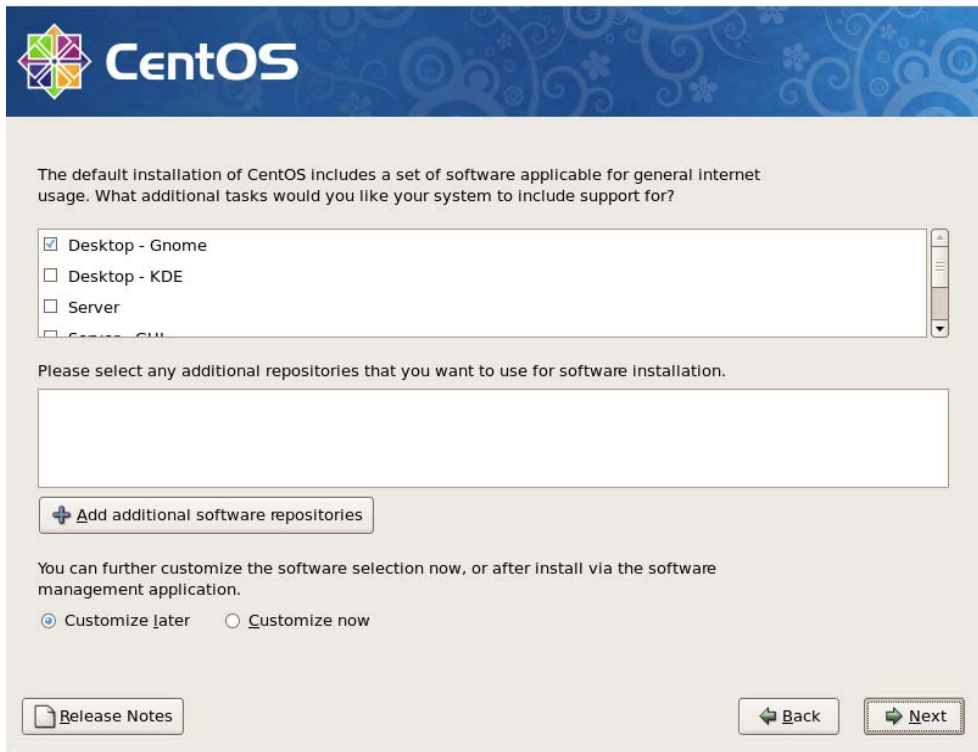 CentOS
The default installation of CentOS includes a set of software applicable for general internet
usage. What additional tasks would you like your system to include support for?
Desktop - Gnome
Desktop - KDE
Server
Server - GUI
Please select any additional repositories that you want to use for software installation.
Add additional software repositories
You can further customize the software selection now, or after install via the software
management application.
Customize later Customize now
Release Notes Back Next